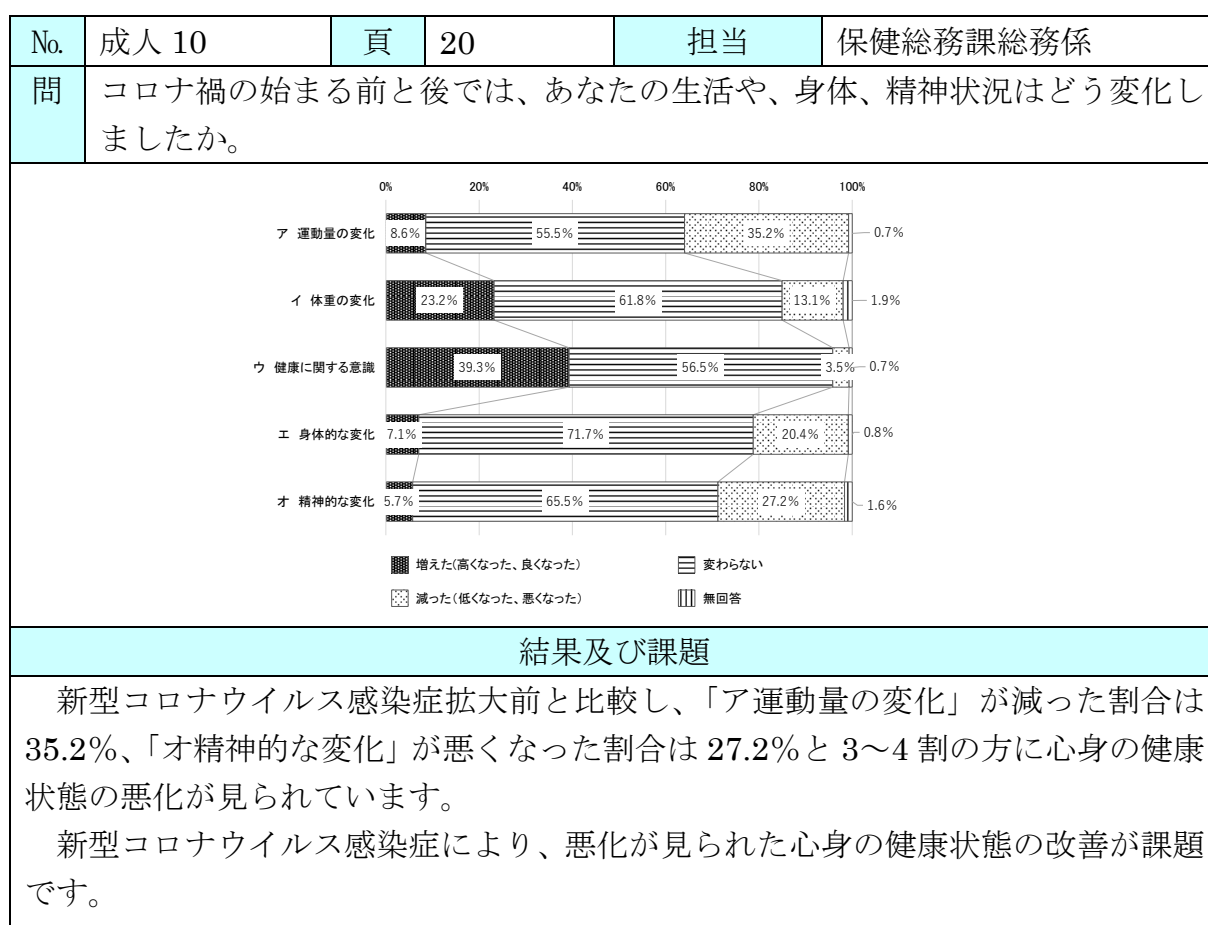 № 成人 10 頁 20 担当 保健総務課総務係
問 コロナ禍の始まる前と後では、あなたの生活や、身体、精神状況はどう変化し
ましたか。
0% 20% 40% 60% 80% 100%
ア 運動量の変化 8.6% 55.5% 35.2% 0.7%
イ 体重の変化 23.2% 61.8% 13.1% 1.9%
ウ 健康に関する意識 39.3% 56.5% 3.5% 0.7%
エ 身体的な変化 7.1% 71.7% 20.4% 0.8%
オ 精神的な変化 5.7% 65.5% 27.2% 1.6%
増えた(高くなった、良くなった) 変わらない
減った(低くなった、悪くなった) 無回答
結果及び課題
新型コロナウイルス感染症拡大前と比較し、「ア運動量の変化」が減った割合は
35.2%、「オ精神的な変化」が悪くなった割合は 27.2%と 3~4 割の方に心身の健康
状態の悪化が見られています。
新型コロナウイルス感染症により、悪化が見られた心身の健康状態の改善が課題
です。